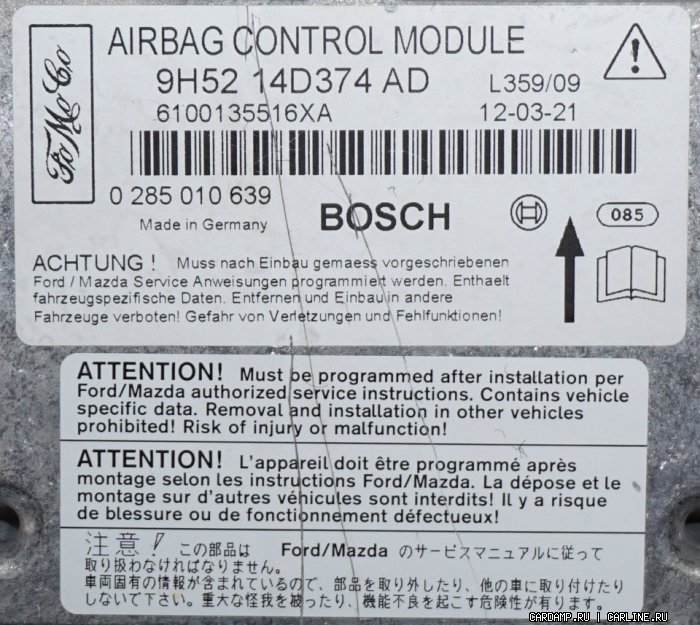 FoMoCo
AIRBAG CONTROL MODULE
9H52 14D374 AD
L359/09
6100135516XA
12-03-21
0 285 010 639
Made in Germany
BOSCH
085
ACHTUNG ! Muss nach Einbau gemaess vorgeschriebenen
Ford / Mazda Service Anweisungen programmiert werden. Enthaelt
fahrzeugspezifische Daten. Entfernen und Einbau in andere
Fahrzeuge verboten! Gefahr von Verletzungen und Fehlfunktionen!
ATTENTION! Must be programmed after installation per
Ford/Mazda authorized service instructions. Contains vehicle
specific data. Removal and installation in other vehicles
prohibited! Risk of injury or malfunction!
ATTENTION! L'appareil doit être programmé après
montage selon les instructions Ford/Mazda. La dépose et le
montage sur d'autres véhicules sont interdits! Il y a risque
de blessure ou de fonctionnement défectueux!
注意! この部品は Ford/Mazda のサービスマニュアルに従って
取り扱わなければなりません。
車両固有の情報が含まれているので、部品を取り外したり、他の車に取り付けたり
しないで下さい。重大な怪我を被ったり、機能不良を起こす危険性が有ります。
CARDAMP.RU | CARLINE.RU